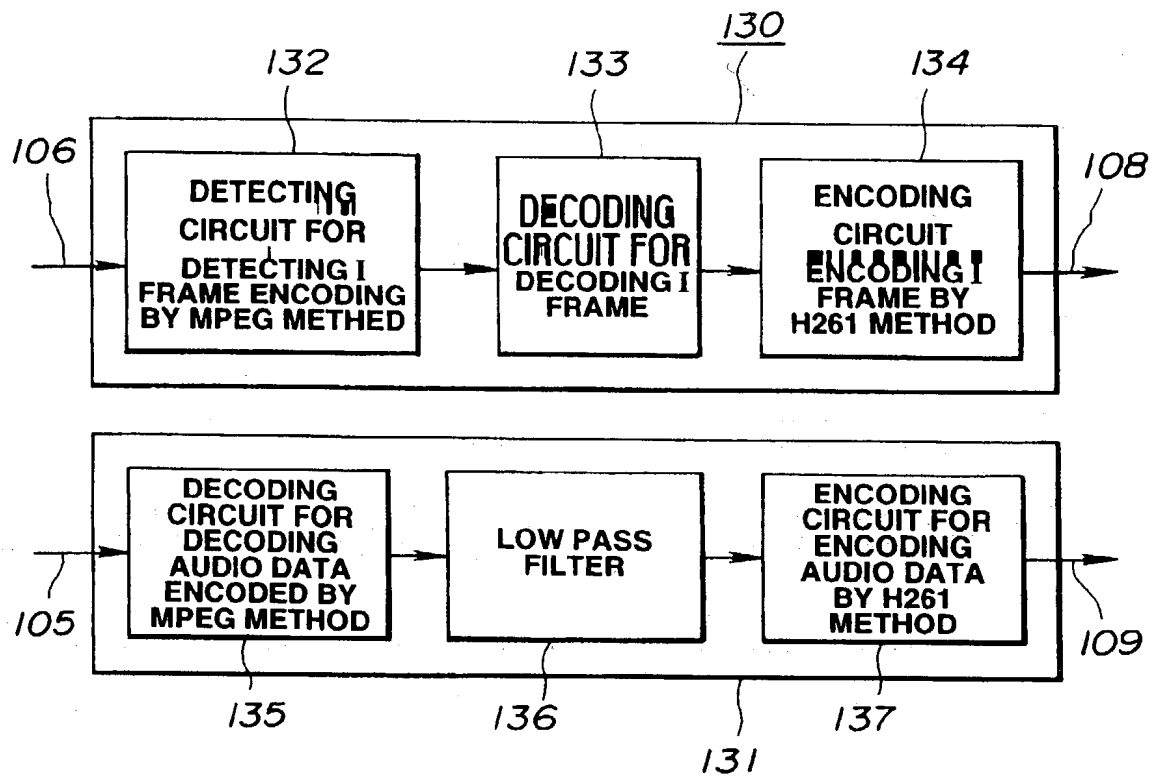 130
132
133
134
106
108
DETECTING
CIRCUIT FOR
DETECTING I
FRAME ENCODING
BY MPEG METHED
DECODING
CIRCUIT FOR
DECODING I
FRAME
ENCODING
CIRCUIT
ENCODING I
FRAME BY
H261 METHOD
DECODING
CIRCUIT FOR
DECODING
AUDIO DATA
ENCODED BY
MPEG METHOD
LOW PASS
FILTER
ENCODING
CIRCUIT FOR
ENCODING
AUDIO DATA
BY H261
METHOD
105
109
135
136
137
131